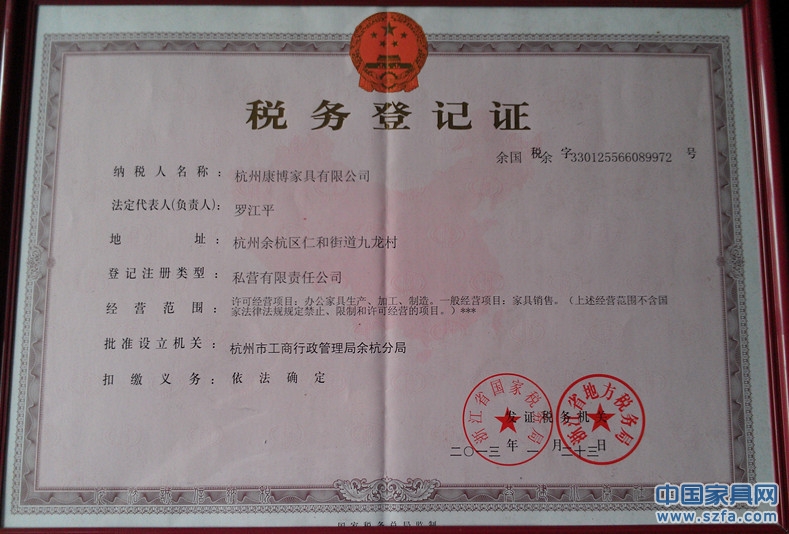 税务登记证
余国 税余 字330125566089972 号
纳税人名称： 杭州康博家具有限公司
法定代表人(负责人)： 罗江平
地 址： 杭州余杭区仁和街道九龙村
登记注册类型： 私营有限责任公司
经营范围： 许可经营项目：办公家具生产、加工、制造。一般经营项目：家具销售。（上述经营范围不含国
家法律法规规定禁止、限制和许可经营的项目。）***
批准设立机关： 杭州市工商行政管理局余杭分局
扣缴义务： 依法确定
浙江省国家税务局
浙江省地方税务局
发证税务机关
二〇一三 年 一 月 二十三 日
国家税务总局监制
中国家具网
www.szfa.com